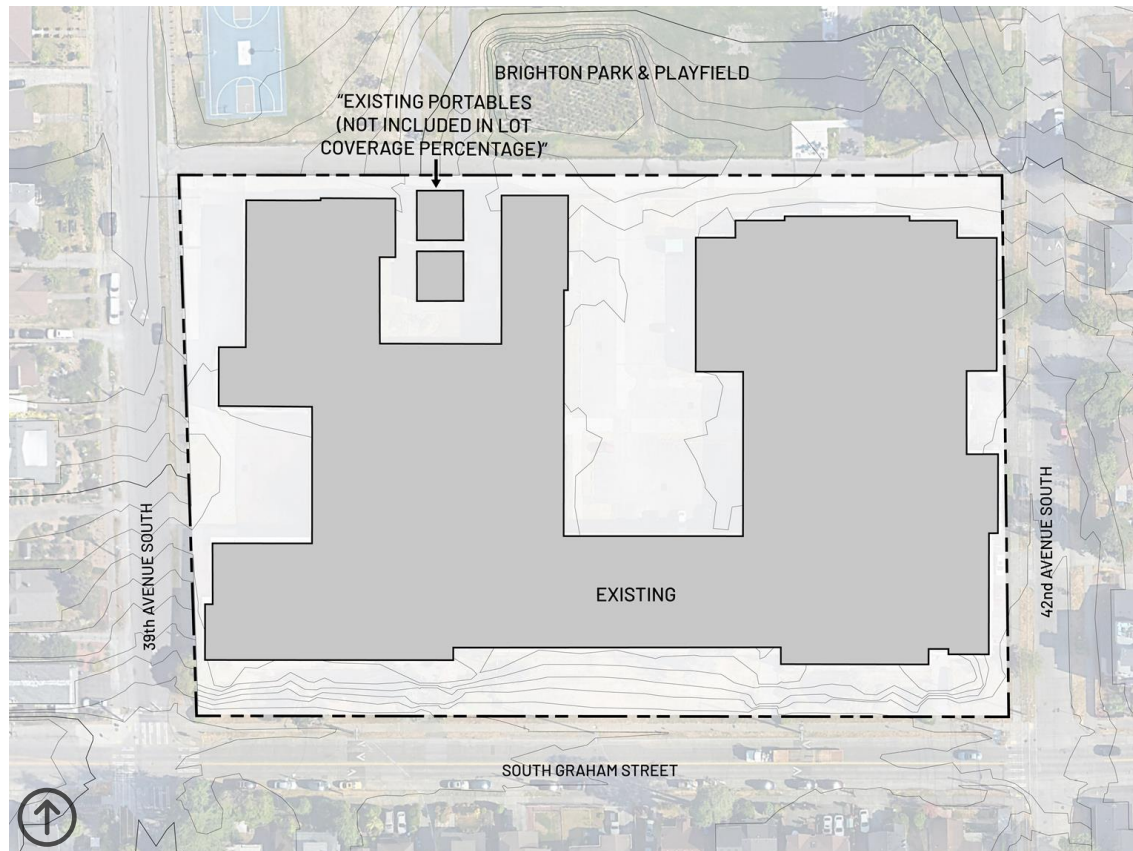 BRIGHTON PARK & PLAYFIELD
“EXISTING PORTABLES
(NOT INCLUDED IN LOT
COVERAGE PERCENTAGE)”
39th AVENUE SOUTH
EXISTING
42nd AVENUE SOUTH
SOUTH GRAHAM STREET